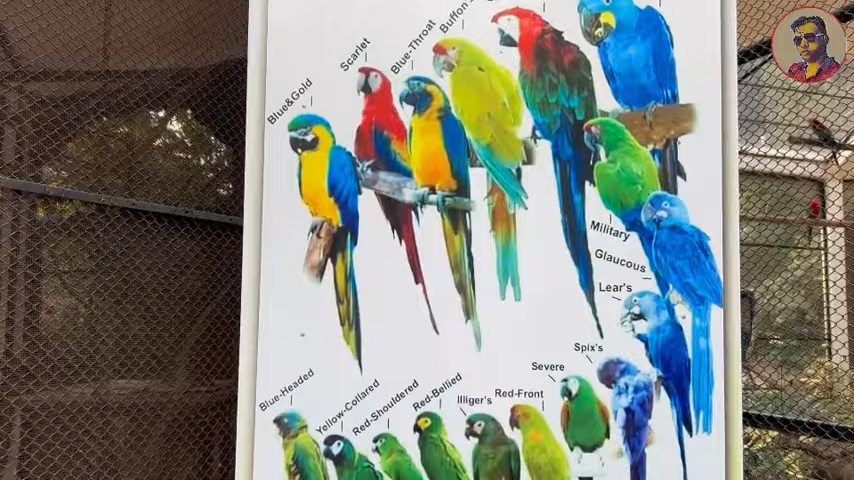 Blue&Gold
Scarlet
Blue-Throat
Buffon
Military
Glaucous
Lear's
Spix's
Severe
Red-Front
Illiger's
Red-Bellied
Red-Shouldered
Yellow-Collared
Blue-Headed